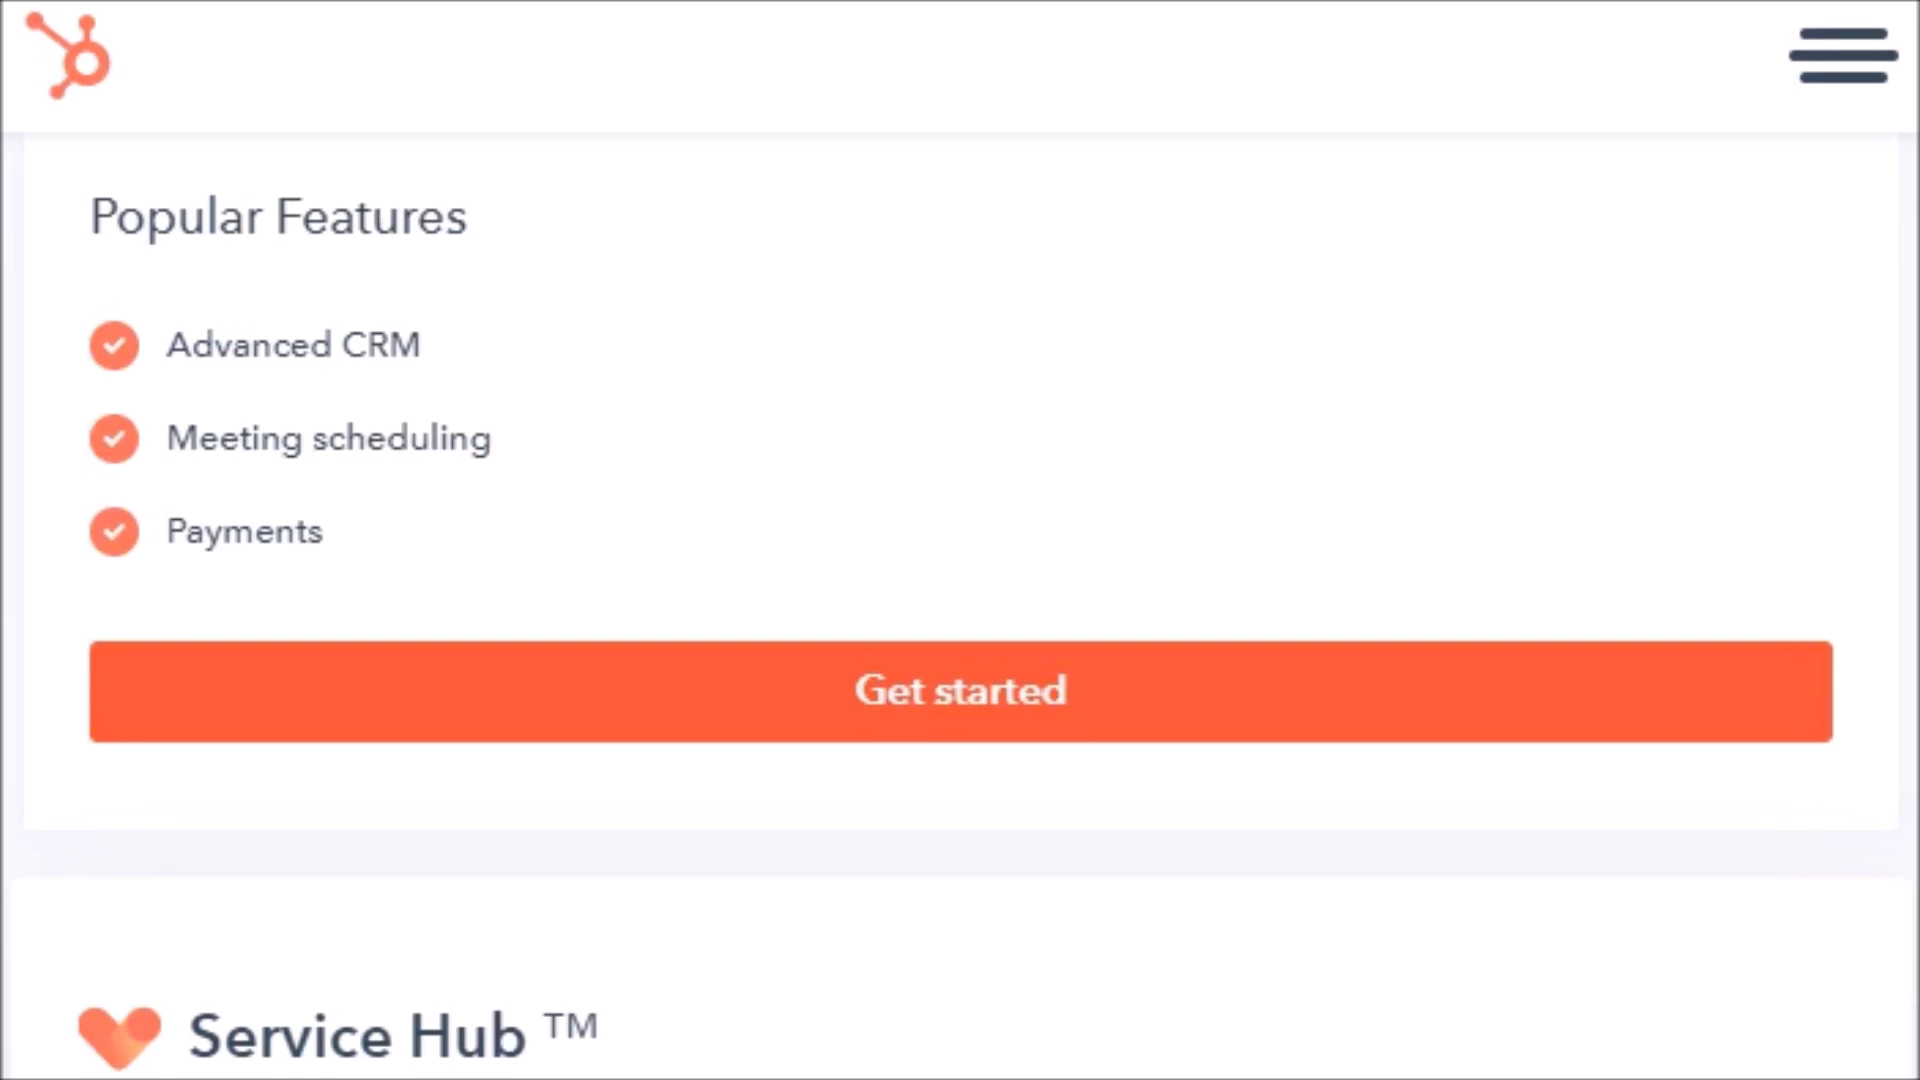 Popular Features
Advanced CRM
Meeting scheduling
Payments
Get started
Service Hub ™